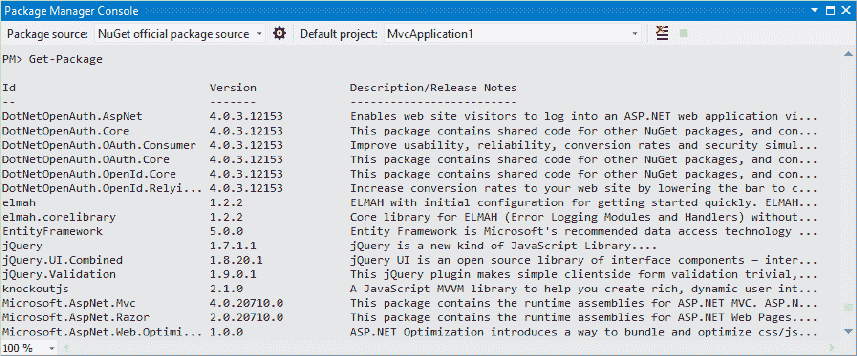 Package Manager Console
Package source: NuGet official package source Default project: MvcApplication1
PM> Get-Package
Id Version Description/Release Notes
-- ------- -------------------------
DotNetOpenAuth.AspNet 4.0.3.12153 Enables web site visitors to log into an ASP.NET web application vi...
DotNetOpenAuth.Core 4.0.3.12153 This package contains shared code for other NuGet packages, and con...
DotNetOpenAuth.OAuth.Consumer 4.0.3.12153 Improve usability, reliability, conversion rates and security simul...
DotNetOpenAuth.OAuth.Core 4.0.3.12153 This package contains shared code for other NuGet packages, and con...
DotNetOpenAuth.OpenId.Core 4.0.3.12153 This package contains shared code for other NuGet packages, and con...
DotNetOpenAuth.OpenId.Relyi... 4.0.3.12153 Increase conversion rates to your web site by lowering the bar to c...
elmah 1.2.2 ELMAH with initial configuration for getting started quickly. ELMAH...
elmah.corelibrary 1.2.2 Core library for ELMAH (Error Logging Modules and Handlers) without...
EntityFramework 5.0.0 Entity Framework is Microsoft's recommended data access technology ...
jQuery 1.7.1.1 jQuery is a new kind of JavaScript Library....
jQuery.UI.Combined 1.8.20.1 jQuery UI is an open source library of interface components — inter...
jQuery.Validation 1.9.0.1 This jQuery plugin makes simple clientside form validation trivial,...
knockoutjs 2.1.0 A JavaScript MVVM library to help you create rich, dynamic user int...
Microsoft.AspNet.Mvc 4.0.20710.0 This package contains the runtime assemblies for ASP.NET MVC. ASP.N...
Microsoft.AspNet.Razor 2.0.20710.0 This package contains the runtime assemblies for ASP.NET Web Pages....
Microsoft.AspNet.Web.Optimi... 1.0.0 ASP.NET Optimization introduces a way to bundle and optimize css/js...
100 %